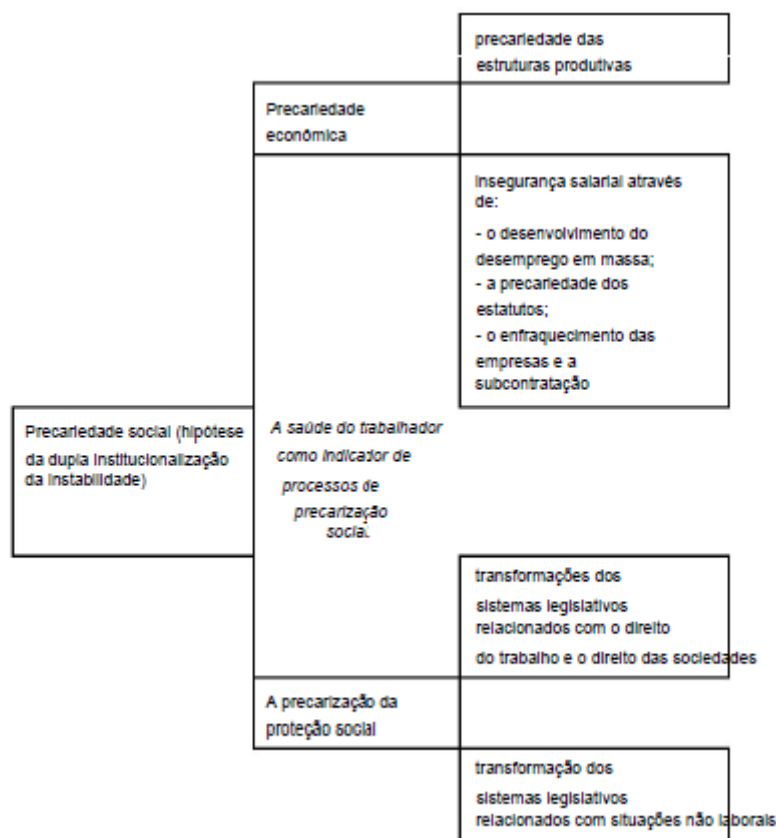 precariedade das
estruturas produtivas
Precariedade
econômica
Insegurança salarial através
de:
- o desenvolvimento do
desemprego em massa;
- a precariedade dos
estatutos;
- o enfraquecimento das
empresas e a
subcontratação
Precariedade social (hipótese
da dupla institucionalização
da instabilidade)
A saúde do trabalhador
como indicador de
processos de
precarização
social.
transformações dos
sistemas legislativos
relacionados com o direito
do trabalho e o direito das sociedades
A precarização da
proteção social
transformação dos
sistemas legislativos
relacionados com situações não laborais